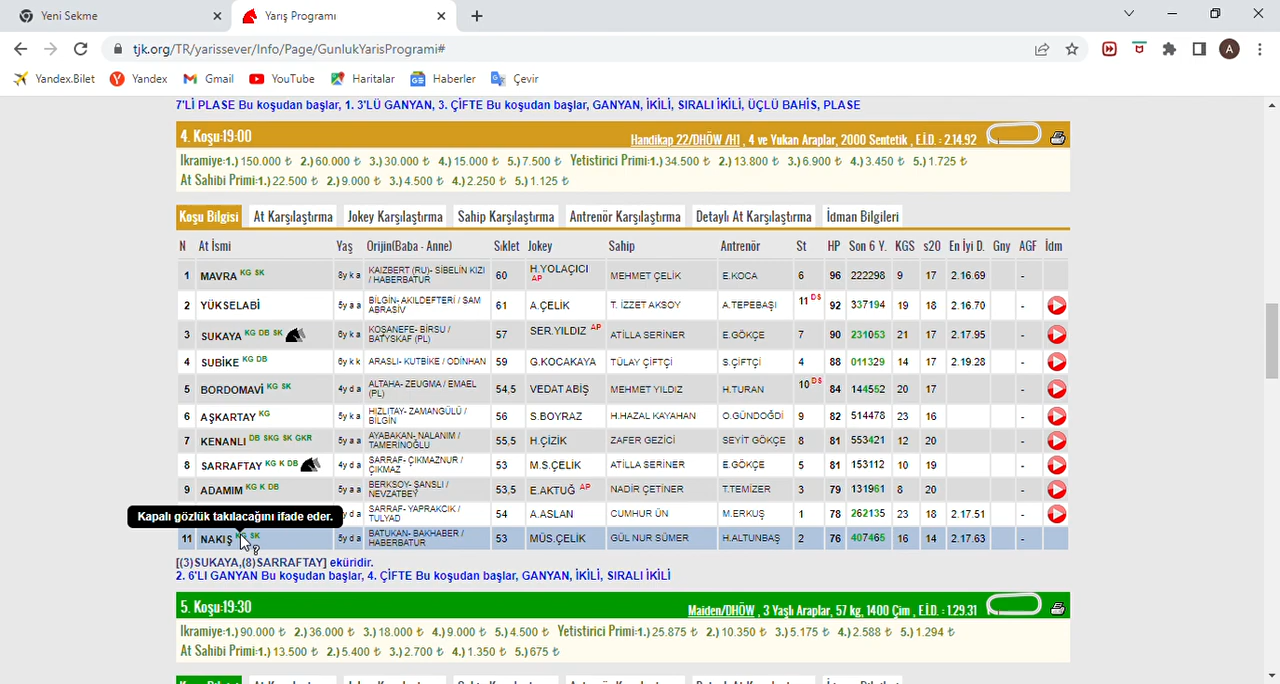 Yeni Sekme
Yarış Programı
tjk.org/TR/yarissever/Info/Page/GunlukYarisProgrami#
A
Yandex.Bilet Yandex Gmail YouTube Haritalar Haberler Çevir
7'Lİ PLASE Bu koşudan başlar, 1. 3'LÜ GANYAN, 3. ÇİFTE Bu koşudan başlar, GANYAN, İKİLİ, SIRALI İKİLİ, ÜÇLÜ BAHİS, PLASE
4. Koşu:19:00 Handikap 22/DHÖW /H1 , 4 ve Yukarı Araplar, 2000 Sentetik , E.İ.D. : 2.14.92
İkramiye:1.) 150.000 ₺ 2.) 60.000 ₺ 3.) 30.000 ₺ 4.) 15.000 ₺ 5.) 7.500 ₺ Yetistirici Primi:1.) 34.500 ₺ 2.) 13.800 ₺ 3.) 6.900 ₺ 4.) 3.450 ₺ 5.) 1.725 ₺
At Sahibi Primi:1.) 22.500 ₺ 2.) 9.000 ₺ 3.) 4.500 ₺ 4.) 2.250 ₺ 5.) 1.125 ₺
Koşu Bilgisi At Karşılaştırma Jokey Karşılaştırma Sahip Karşılaştırma Antrenör Karşılaştırma Detaylı At Karşılaştırma İdman Bilgileri
N At İsmi Yaş Orijin(Baba - Anne) Sıklet Jokey Sahip Antrenör St HP Son 6 Y. KGS s20 En İyi D. Gny AGF İdm
1 MAVRA KG SK 8y k a KAIZBERT (RU)- SİBELİN KIZI / HABERBATUR 60 H.YOLAÇICI AP MEHMET ÇELİK E.KOCA 6 96 222298 9 17 2.16.69 -
2 YÜKSELABİ 5y a a BİLGİN- AKILDEFTERİ / SAM ABRASİV 61 A.ÇELİK T. İZZET AKSOY A.TEPEBAŞI 11 DS 92 337194 19 18 2.16.70 -
3 SUKAYA KG DB SK 6y k a KOŞANEFE- BİRSU / BATYSKAF (PL) 57 SER.YILDIZ AP ATİLLA SERİNER E.GÖKÇE 7 90 231053 21 17 2.17.95 -
4 SUBİKE KG DB 6y k k ARASLI- KUTBİKE / ODİNHAN 59 G.KOCAKAYA TÜLAY ÇİFTÇİ S.ÇİFTÇİ 4 88 011329 14 17 2.19.28 -
5 BORDOMAVİ KG SK 4y d a ALTAHA- ZEUGMA / EMAEL (PL) 54,5 VEDAT ABİŞ MEHMET YILDIZ H.TURAN 10 DS 84 144552 20 17 -
6 AŞKARTAY KG 5y k a HIZLITAY- ZAMANGÜLÜ / BİLGİN 56 S.BOYRAZ H.HAZAL KAYAHAN O.GÜNDOĞDİ 9 82 514478 23 16 -
7 KENANLI DB SKG SK GKR 5y a a AYABAKAN- NALANIM / TAMERİNOĞLU 55,5 H.ÇİZİK ZAFER GEZİCİ SEYİT GÖKÇE 8 81 553421 12 20 -
8 SARRAFTAY KG K DB 4y d a SARRAF- ÇIKMAZNUR / ÇIKMAZ 53 M.S.ÇELİK ATİLLA SERİNER E.GÖKÇE 5 81 153112 10 19 -
9 ADAMIM KG K DB 5y a a BERKSOY- ŞANSLI / NEVZATBEY 53,5 E.AKTUĞ AP NADİR ÇETİNER T.TEMİZER 3 79 131961 8 20 -
Kapalı gözlük takılacağını ifade eder. y d a SARRAF- YAPRAKCIK / TULYAD 54 A.ASLAN CUMHUR ÜN M.ERKUŞ 1 78 262135 23 18 2.17.51 -
11 NAKIŞ SK 5y d a BATUKAN- BAKHABER / HABERBATUR 53 MÜS.ÇELİK GÜL NUR SÜMER H.ALTUNBAŞ 2 76 407465 16 14 2.17.63 -
[(3)SUKAYA,(8)SARRAFTAY] eküridir.
2. 6'LI GANYAN Bu koşudan başlar, 4. ÇİFTE Bu koşudan başlar, GANYAN, İKİLİ, SIRALI İKİLİ
5. Koşu:19:30 Maiden/DHÖW , 3 Yaşlı Araplar, 57 kg, 1400 Çim , E.İ.D. : 1.29.31
İkramiye:1.) 90.000 ₺ 2.) 36.000 ₺ 3.) 18.000 ₺ 4.) 9.000 ₺ 5.) 4.500 ₺ Yetistirici Primi:1.) 25.875 ₺ 2.) 10.350 ₺ 3.) 5.175 ₺ 4.) 2.588 ₺ 5.) 1.294 ₺
At Sahibi Primi:1.) 13.500 ₺ 2.) 5.400 ₺ 3.) 2.700 ₺ 4.) 1.350 ₺ 5.) 675 ₺